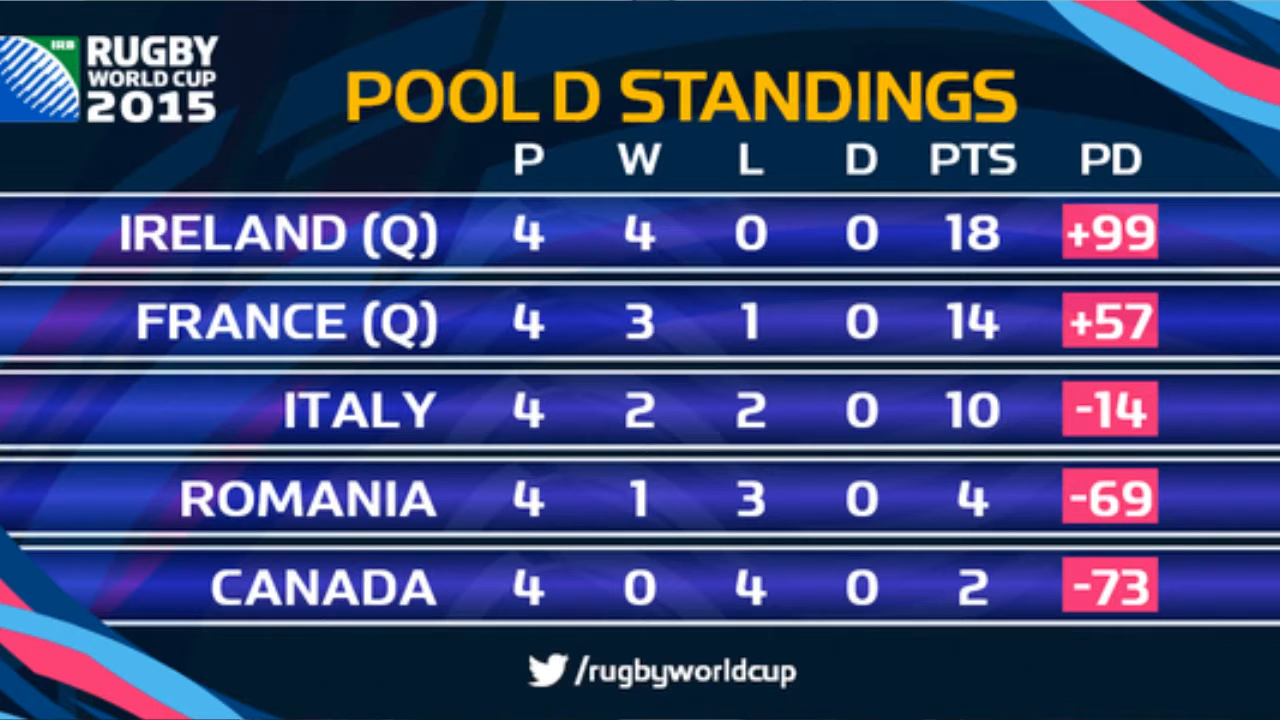 IRB
RUGBY
WORLD CUP
2015
POOL D STANDINGS
P W L D PTS PD
IRELAND (Q) 4 4 0 0 18 +99
FRANCE (Q) 4 3 1 0 14 +57
ITALY 4 2 2 0 10 -14
ROMANIA 4 1 3 0 4 -69
CANADA 4 0 4 0 2 -73
/rugbyworldcup